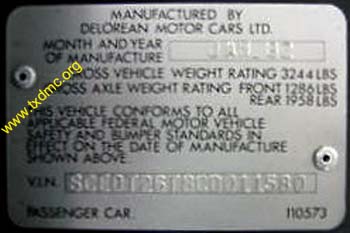 MANUFACTURED BY
DELOREAN MOTOR CARS LTD.
MONTH AND YEAR
OF MANUFACTURE JAN. 82
GROSS VEHICLE WEIGHT RATING 3244 LBS
GROSS AXLE WEIGHT RATING FRONT 1286 LBS
REAR 1958 LBS
THIS VEHICLE CONFORMS TO ALL
APPLICABLE FEDERAL MOTOR VEHICLE
SAFETY AND BUMPER STANDARDS IN
EFFECT ON THE DATE OF MANUFACTURE
SHOWN ABOVE.
V.I.N.
PASSENGER CAR. 110573
www.txdmc.org